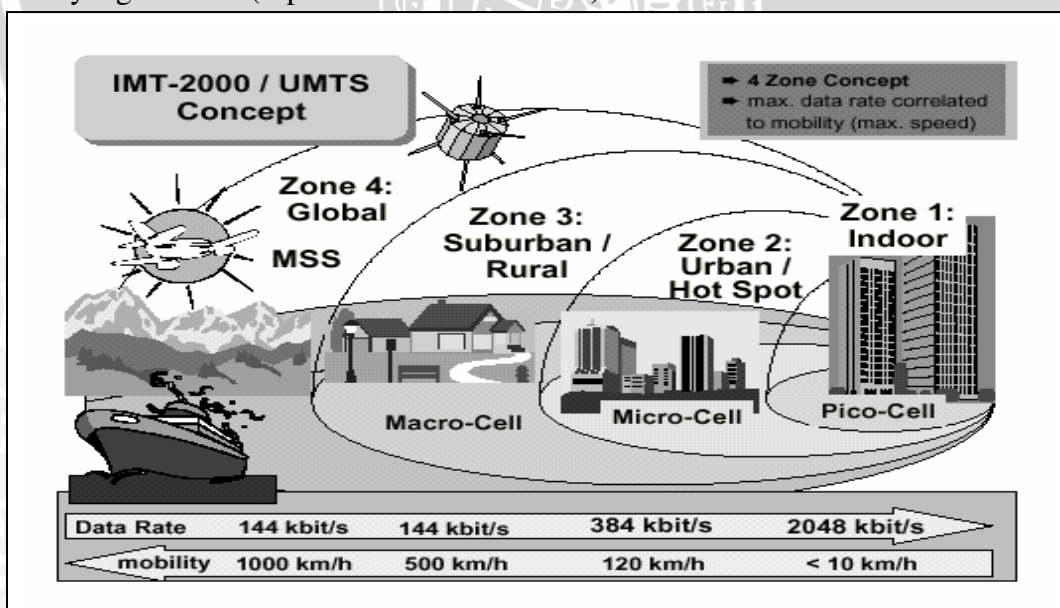 IMT-2000 / UMTS
Concept
➨ 4 Zone Concept
➨ max. data rate correlated
to mobility (max. speed)
Zone 4:
Global
MSS
Zone 3:
Suburban /
Rural
Zone 2:
Urban /
Hot Spot
Zone 1:
Indoor
Macro-Cell
Micro-Cell
Pico-Cell
Data Rate 144 kbit/s 144 kbit/s 384 kbit/s 2048 kbit/s
mobility 1000 km/h 500 km/h 120 km/h < 10 km/h